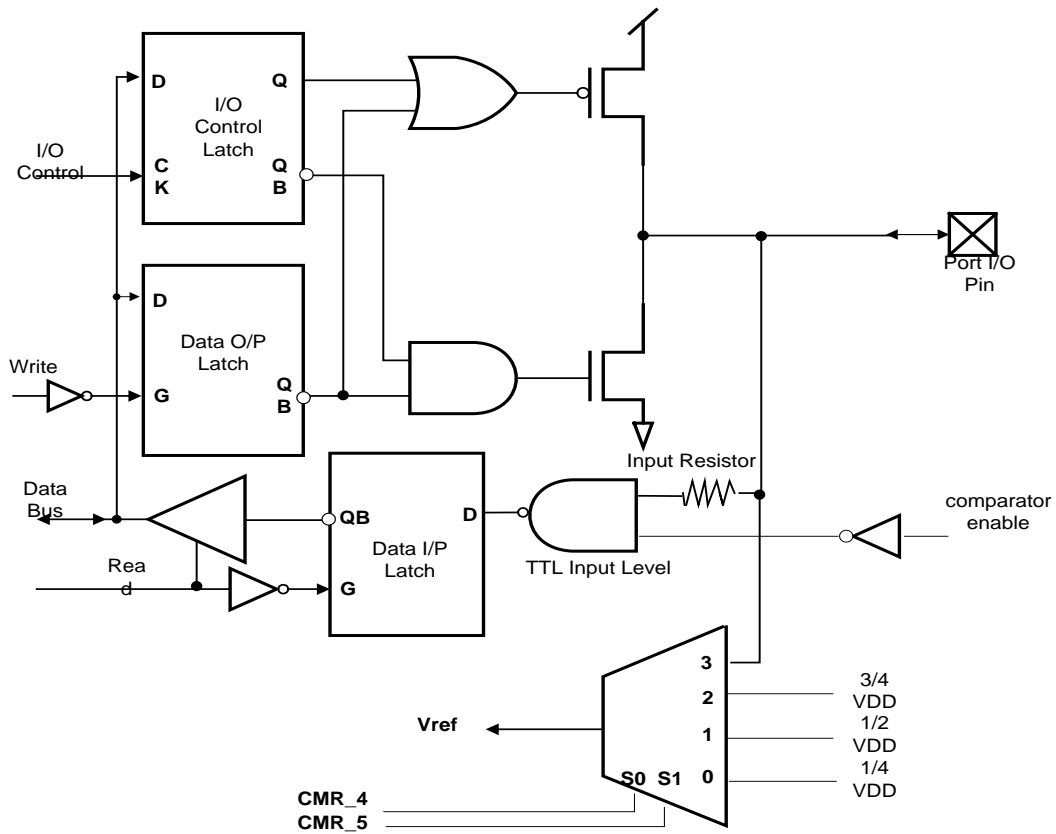 D
Q
I/O
Control
Latch
I/O
Control
C
K
Q
B
D
Data O/P
Latch
Write
G
Q
B
Port I/O
Pin
Input Resistor
Data
Bus
QB
D
Data I/P
Latch
TTL Input Level
comparator
enable
Rea
d
G
3
2
1
0
3/4
VDD
1/2
VDD
1/4
VDD
Vref
S0 S1
CMR_4
CMR_5